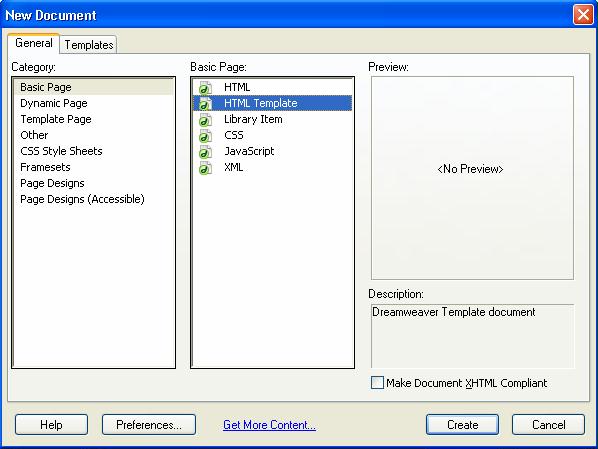 New Document
General
Templates
Category:
Basic Page
Dynamic Page
Template Page
Other
CSS Style Sheets
Framesets
Page Designs
Page Designs (Accessible)
Basic Page:
HTML
HTML Template
Library Item
CSS
JavaScript
XML
Preview:
<No Preview>
Description:
Dreamweaver Template document
Make Document XHTML Compliant
Help
Preferences...
Get More Content...
Create
Cancel